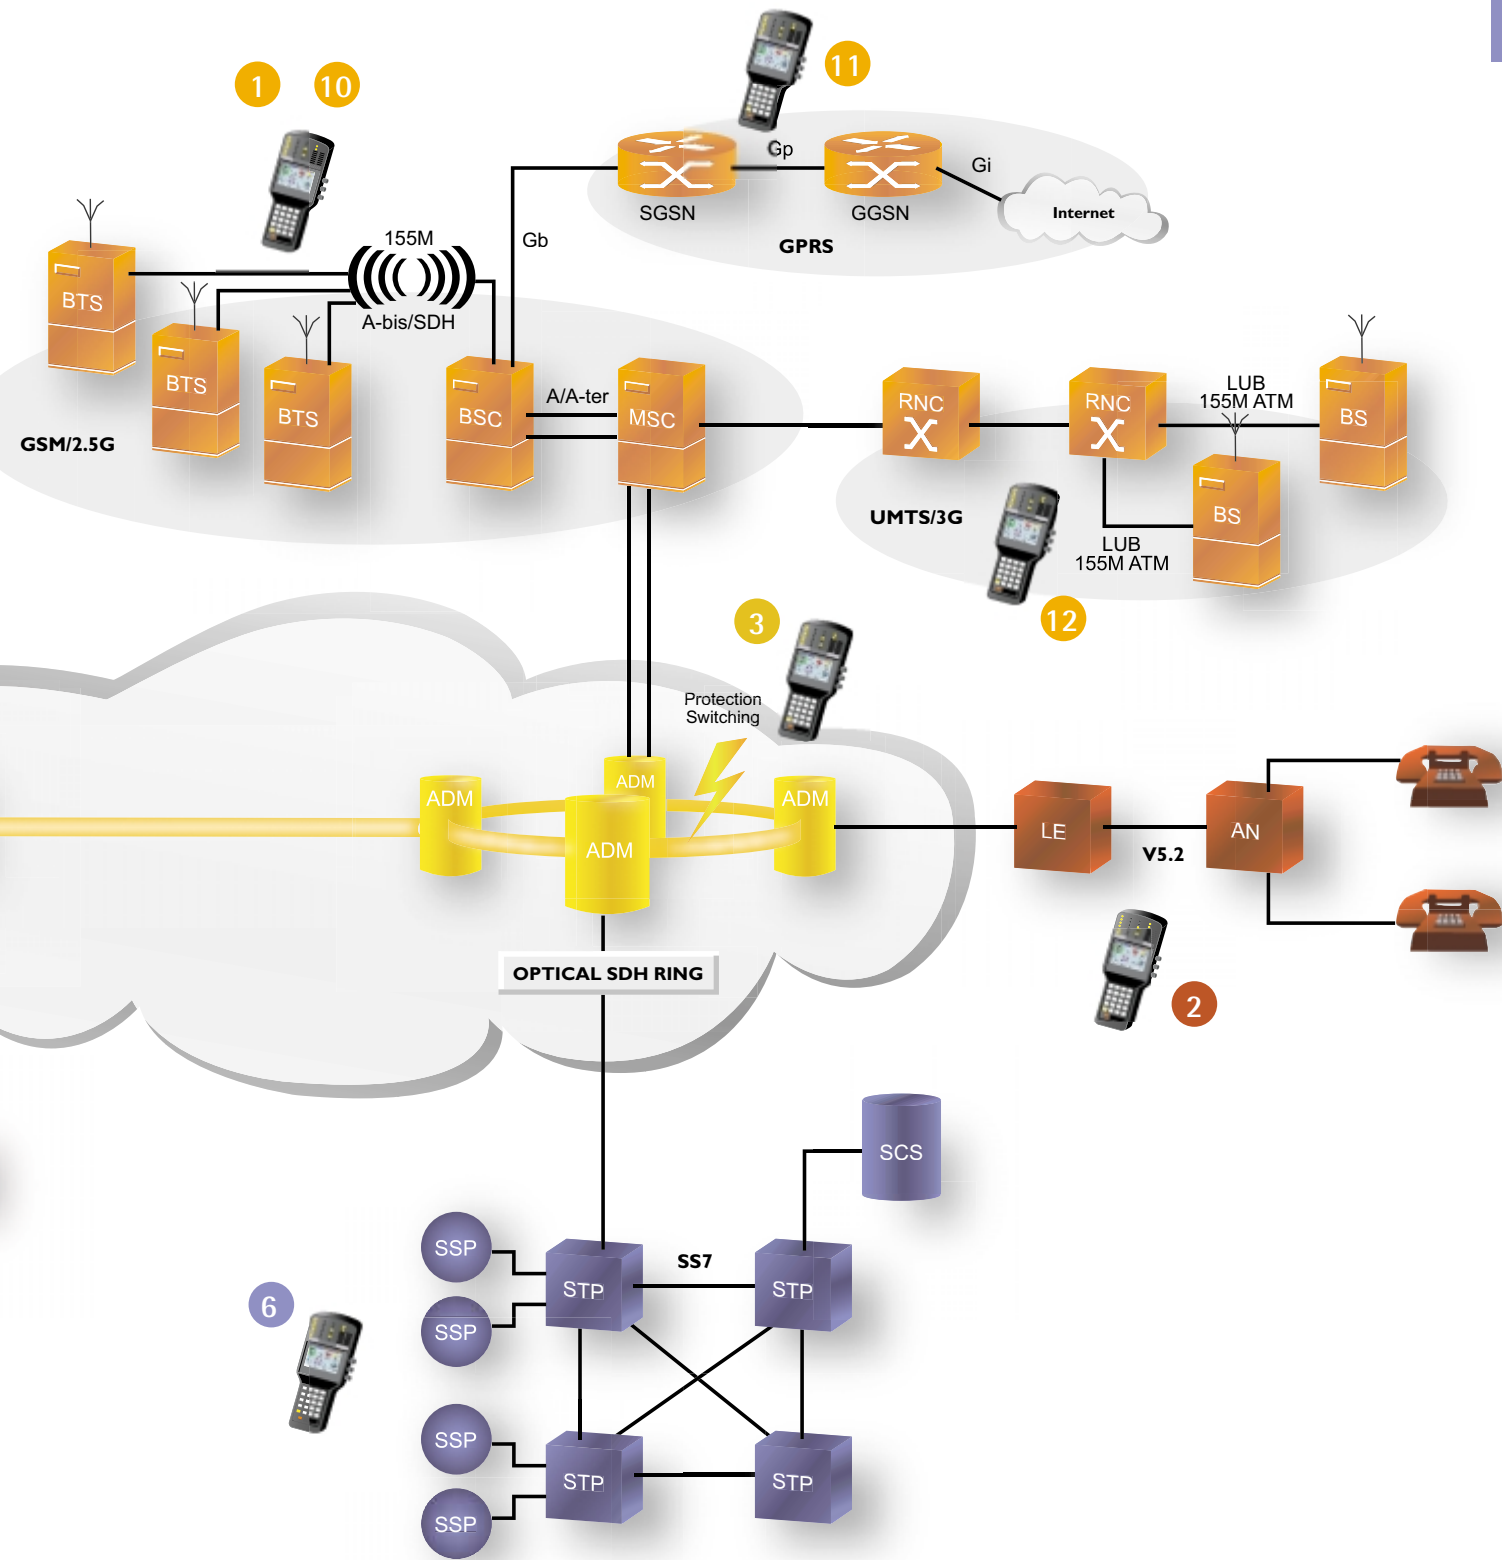 1
10
11
Gp
Gi
SGSN
GGSN
Internet
GPRS
155M
Gb
BTS
A-bis/SDH
BTS
BTS
GSM/2.5G
BSC
A/A-ter
MSC
RNC
RNC
LUB
155M ATM
BS
BS
UMTS/3G
LUB
155M ATM
12
3
Protection
Switching
ADM
ADM
ADM
ADM
LE
V5.2
AN
OPTICAL SDH RING
2
SCS
SSP
SS7
STP
STP
6
SSP
SSP
STP
STP
SSP